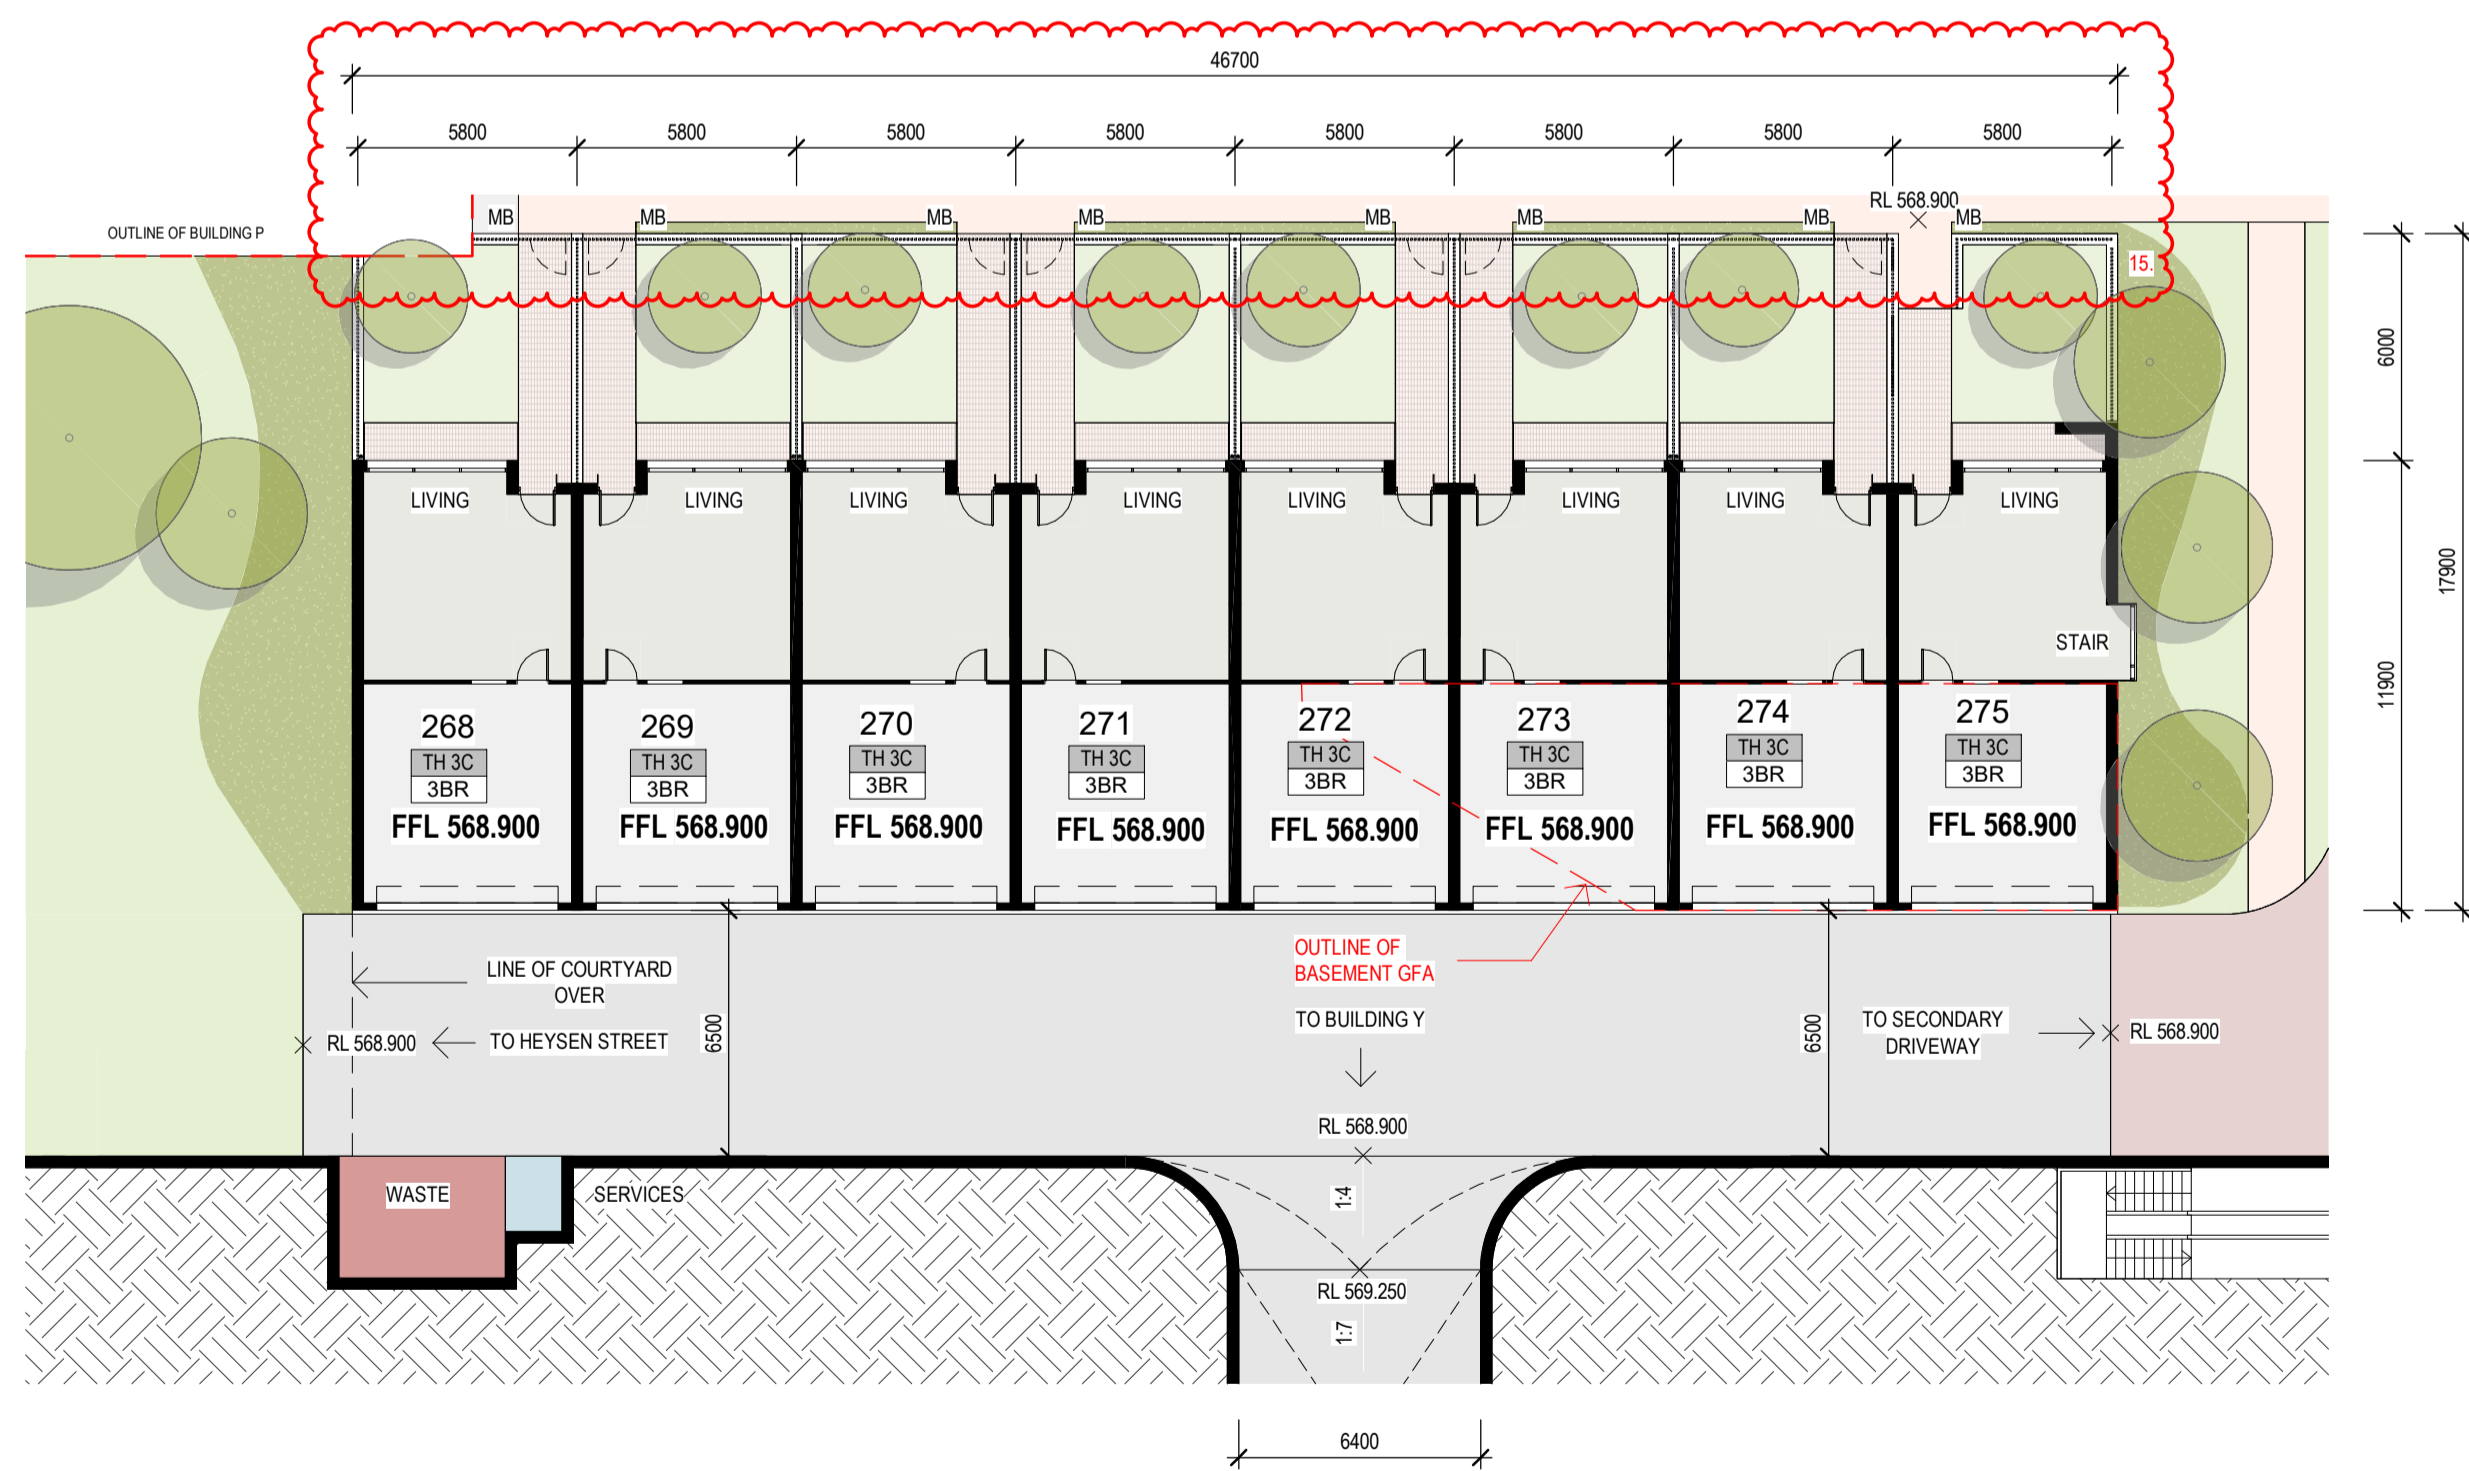 46700
5800 5800 5800 5800 5800 5800 5800 5800
RL 568.900
MB MB MB MB MB MB MB MB
OUTLINE OF BUILDING P
15.
6000
17900
11900
LIVING LIVING LIVING LIVING LIVING LIVING LIVING LIVING
STAIR
268 269 270 271 272 273 274 275
TH 3C TH 3C TH 3C TH 3C TH 3C TH 3C TH 3C TH 3C
3BR 3BR 3BR 3BR 3BR 3BR 3BR 3BR
FFL 568.900 FFL 568.900 FFL 568.900 FFL 568.900 FFL 568.900 FFL 568.900 FFL 568.900 FFL 568.900
OUTLINE OF
BASEMENT GFA
LINE OF COURTYARD
OVER
RL 568.900
TO HEYSEN STREET
6500
TO BUILDING Y
6500
TO SECONDARY
DRIVEWAY
RL 568.900
RL 568.900
WASTE
SERVICES
1:4
RL 569.250
1:7
6400